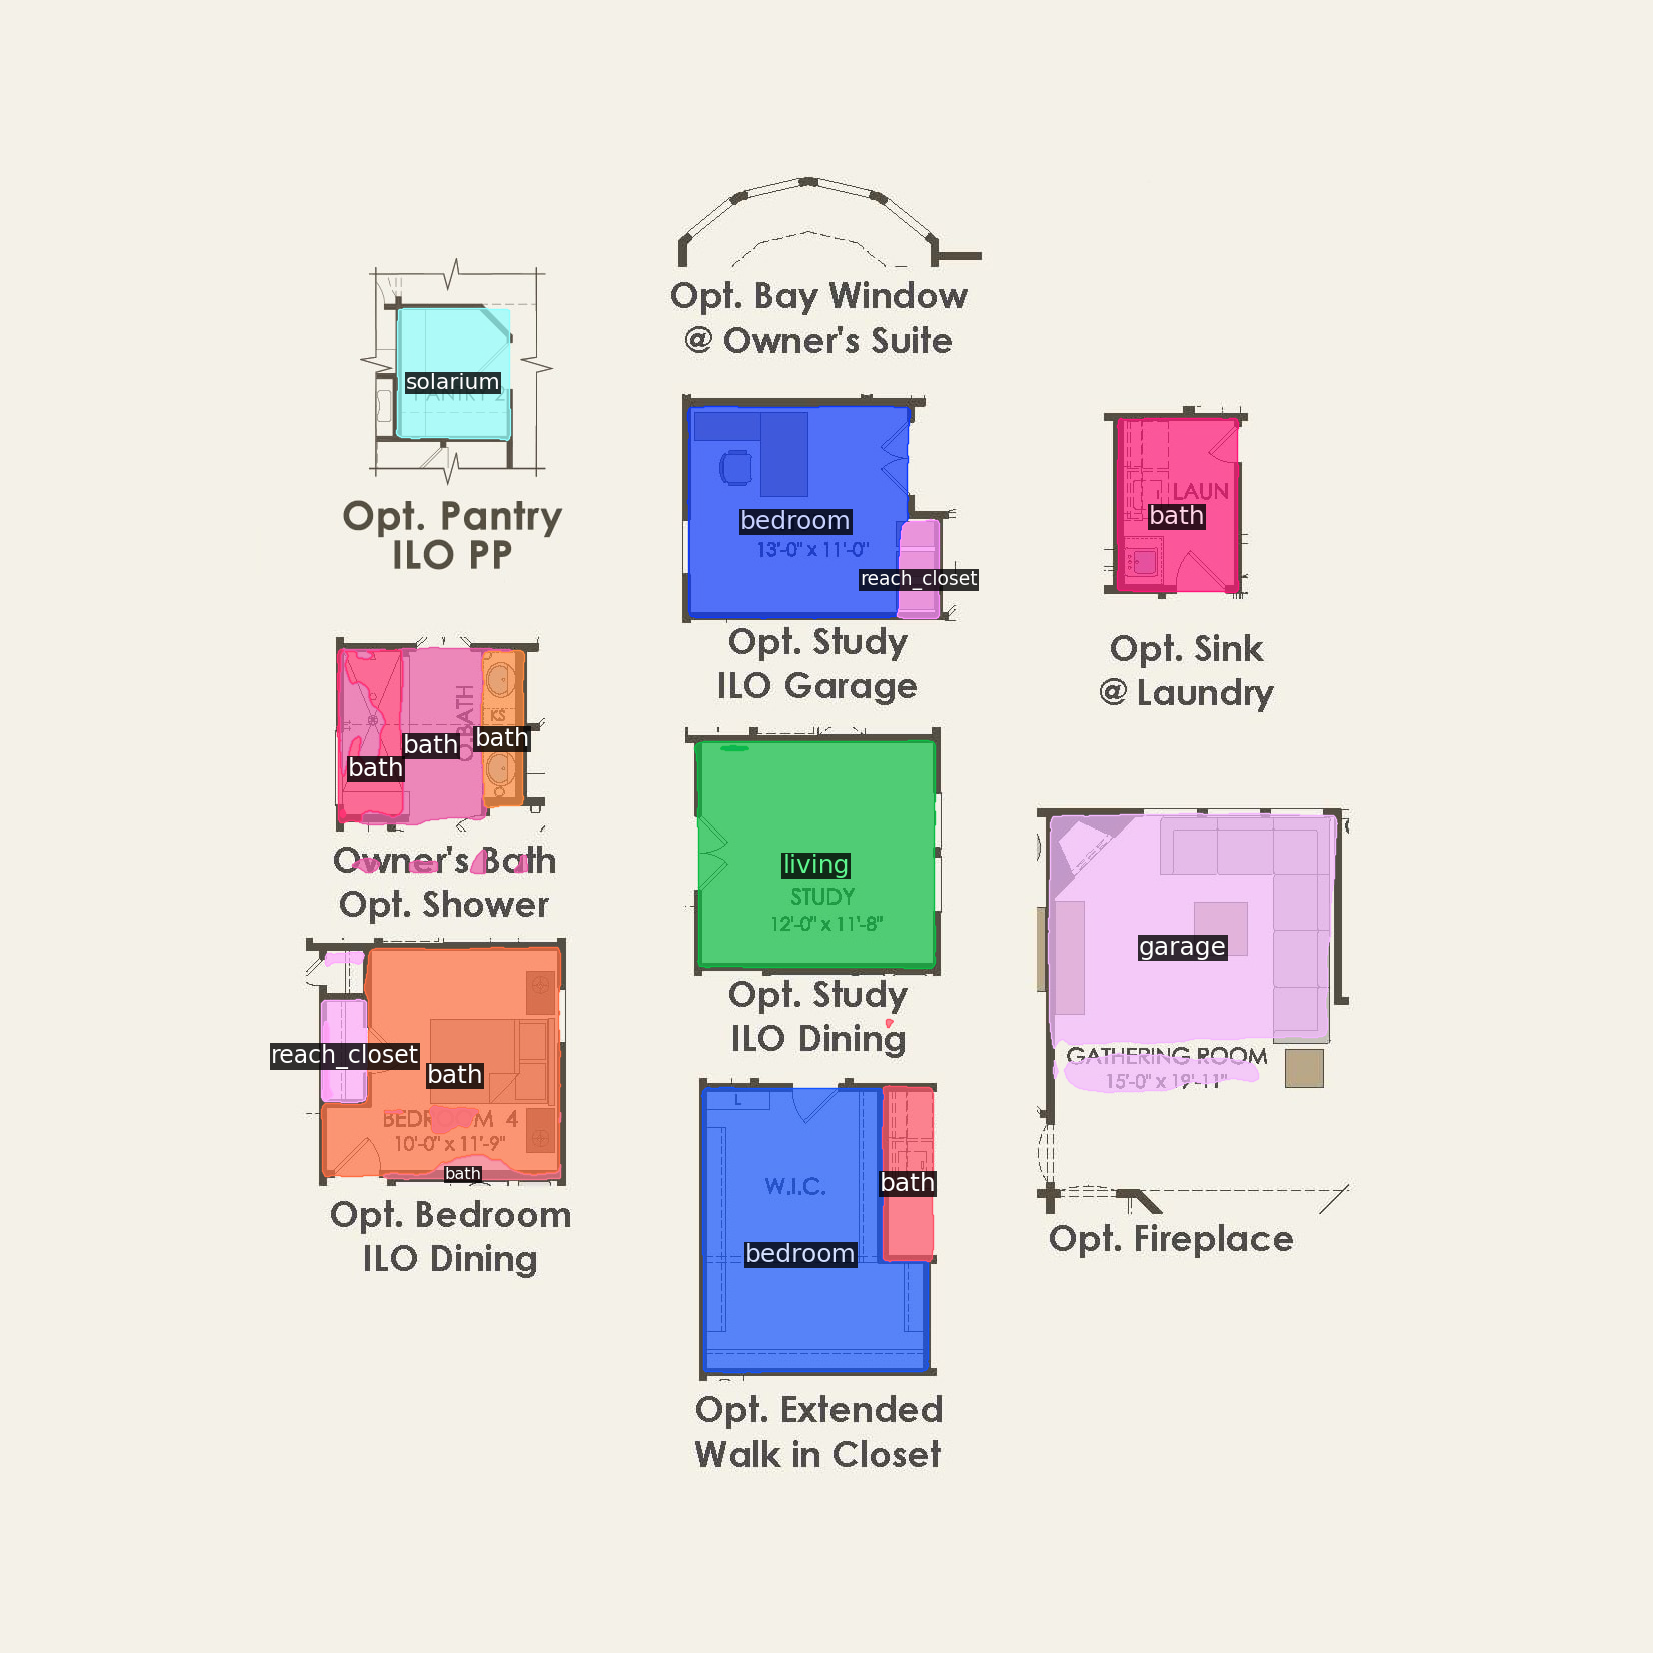 Opt. Bay Window
@ Owner's Suite
solarium
PANTRY 2
Opt. Pantry
ILO PP
bedroom
13'-0" x 11'-0"
reach_closet
Opt. Study
ILO Garage
LAUN
bath
Opt. Sink
@ Laundry
O.BATH
KS
bath
bath
bath
Owner's Bath
Opt. Shower
living
STUDY
12'-0" x 11'-8"
Opt. Study
ILO Dining
reach_closet
bath
BEDROOM 4
10'-0" x 11'-9"
bath
Opt. Bedroom
ILO Dining
garage
GATHERING ROOM
15'-0" x 19'-11"
Opt. Fireplace
L
W.I.C.
bath
bedroom
Opt. Extended
Walk in Closet